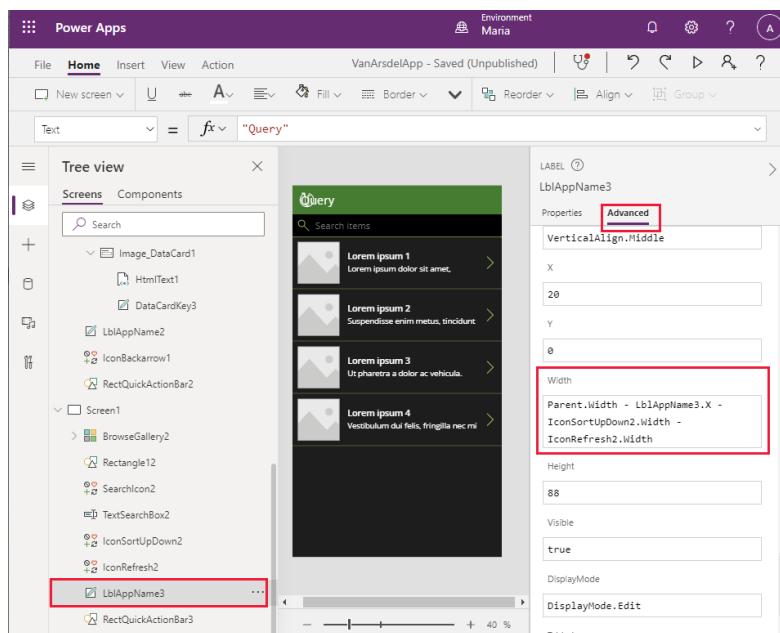 Power Apps
Environment
Maria
A
File Home Insert View Action
VanArsdelApp - Saved (Unpublished)
?
New screen
U abc A
Fill
Border
Reorder
Align
Group
Text
= fx "Query"
Tree view
Screens Components
Search
Image_DataCard1
HtmlText1
DataCardKey3
LblAppName2
IconBackarrow1
RectQuickActionBar2
Screen1
BrowseGallery2
Rectangle12
SearchIcon2
TextSearchBox2
IconSortUpDown2
IconRefresh2
LblAppName3
...
RectQuickActionBar3
Query
Search items
Lorem ipsum 1
Lorem ipsum dolor sit amet,
Lorem ipsum 2
Suspendisse enim metus, tincidunt
Lorem ipsum 3
Ut pharetra a dolor ac vehicula.
Lorem ipsum 4
Vestibulum dui felis, fringilla nec mi
− + 40 %
LABEL ?
LblAppName3
Properties Advanced
VerticalAlign.Middle
X
20
Y
0
Width
Parent.Width - LblAppName3.X -
IconSortUpDown2.Width -
IconRefresh2.Width
Height
88
Visible
true
DisplayMode
DisplayMode.Edit